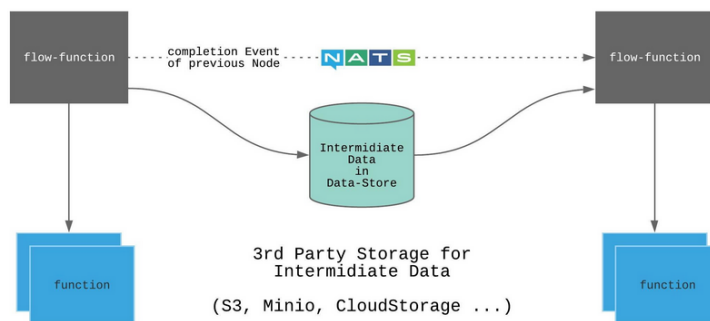 flow-function
completion Event
of previous Node
NATS
flow-function
Intermidiate
Data
in
Data-Store
function
3rd Party Storage for
Intermidiate Data
(S3, Minio, CloudStorage ...)
function